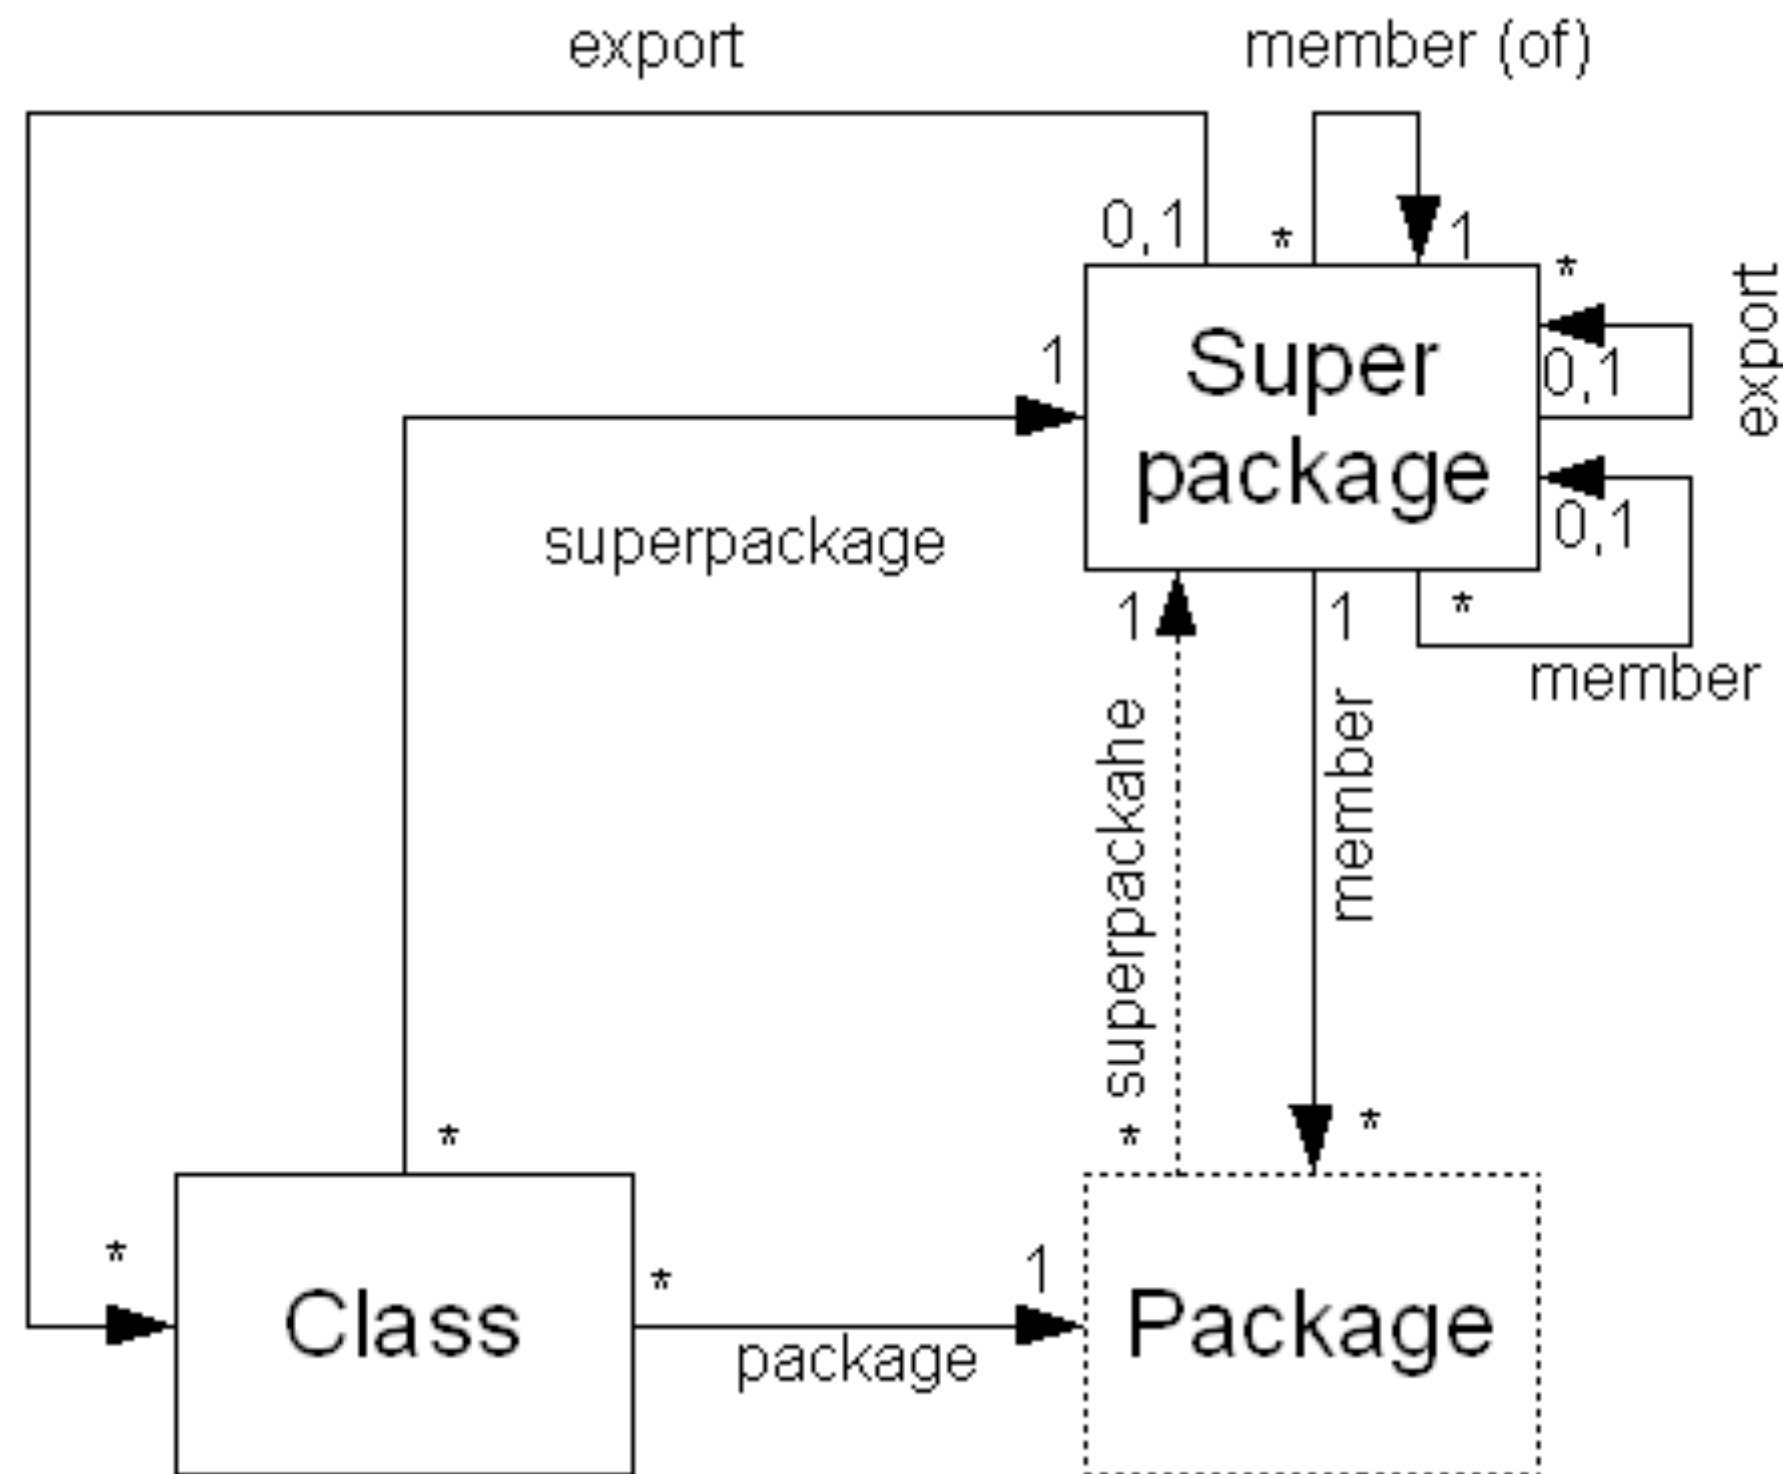 export
member (of)
0,1
*
1
*
export
1
Super
package
0,1
0,1
superpackage
1
1
*
member
* superpackahe
member
*
*
*
*
1
Class
package
Package